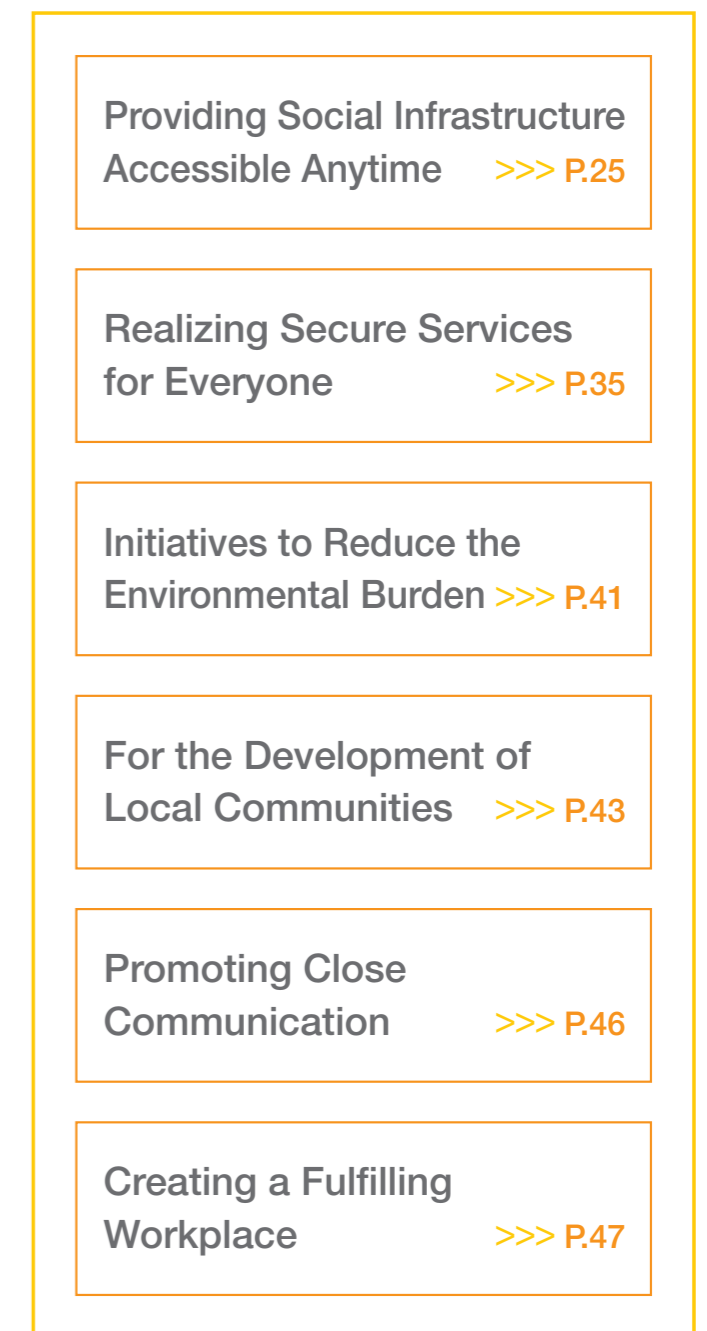 Providing Social Infrastructure
Accessible Anytime >>> P.25
Realizing Secure Services
for Everyone >>> P.35
Initiatives to Reduce the
Environmental Burden >>> P.41
For the Development of
Local Communities >>> P.43
Promoting Close
Communication >>> P.46
Creating a Fulfilling
Workplace >>> P.47